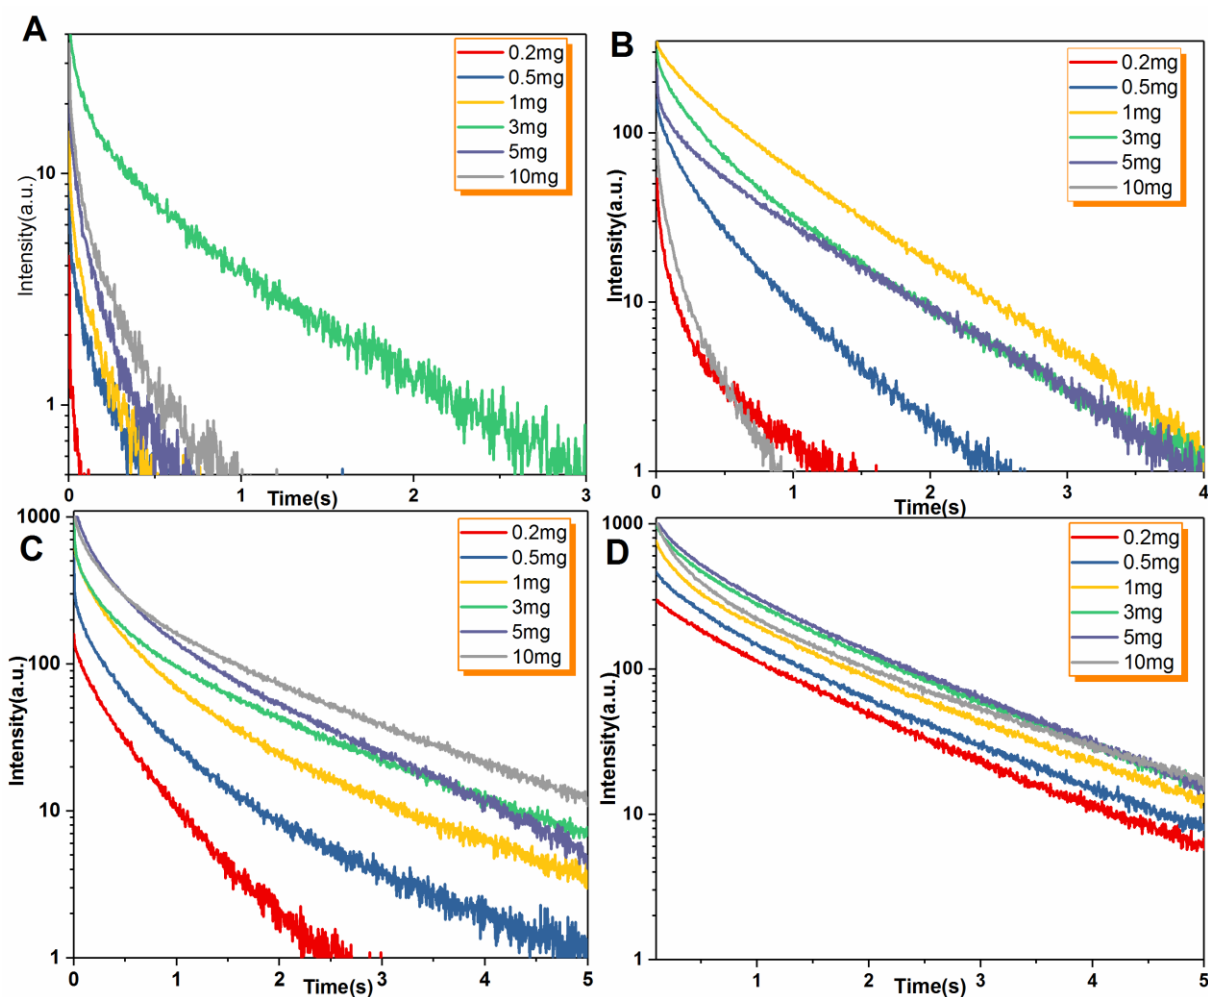 A
Intensity(a.u.)
10
1
0
1
2
3
Time(s)
0.2mg
0.5mg
1mg
3mg
5mg
10mg
B
Intensity(a.u.)
100
10
1
0
1
2
3
4
Time(s)
0.2mg
0.5mg
1mg
3mg
5mg
10mg
C
Intensity(a.u.)
1000
100
10
1
0
1
2
3
4
5
Time(s)
0.2mg
0.5mg
1mg
3mg
5mg
10mg
D
Intensity(a.u.)
1000
100
10
1
1
2
3
4
5
Time(s)
0.2mg
0.5mg
1mg
3mg
5mg
10mg